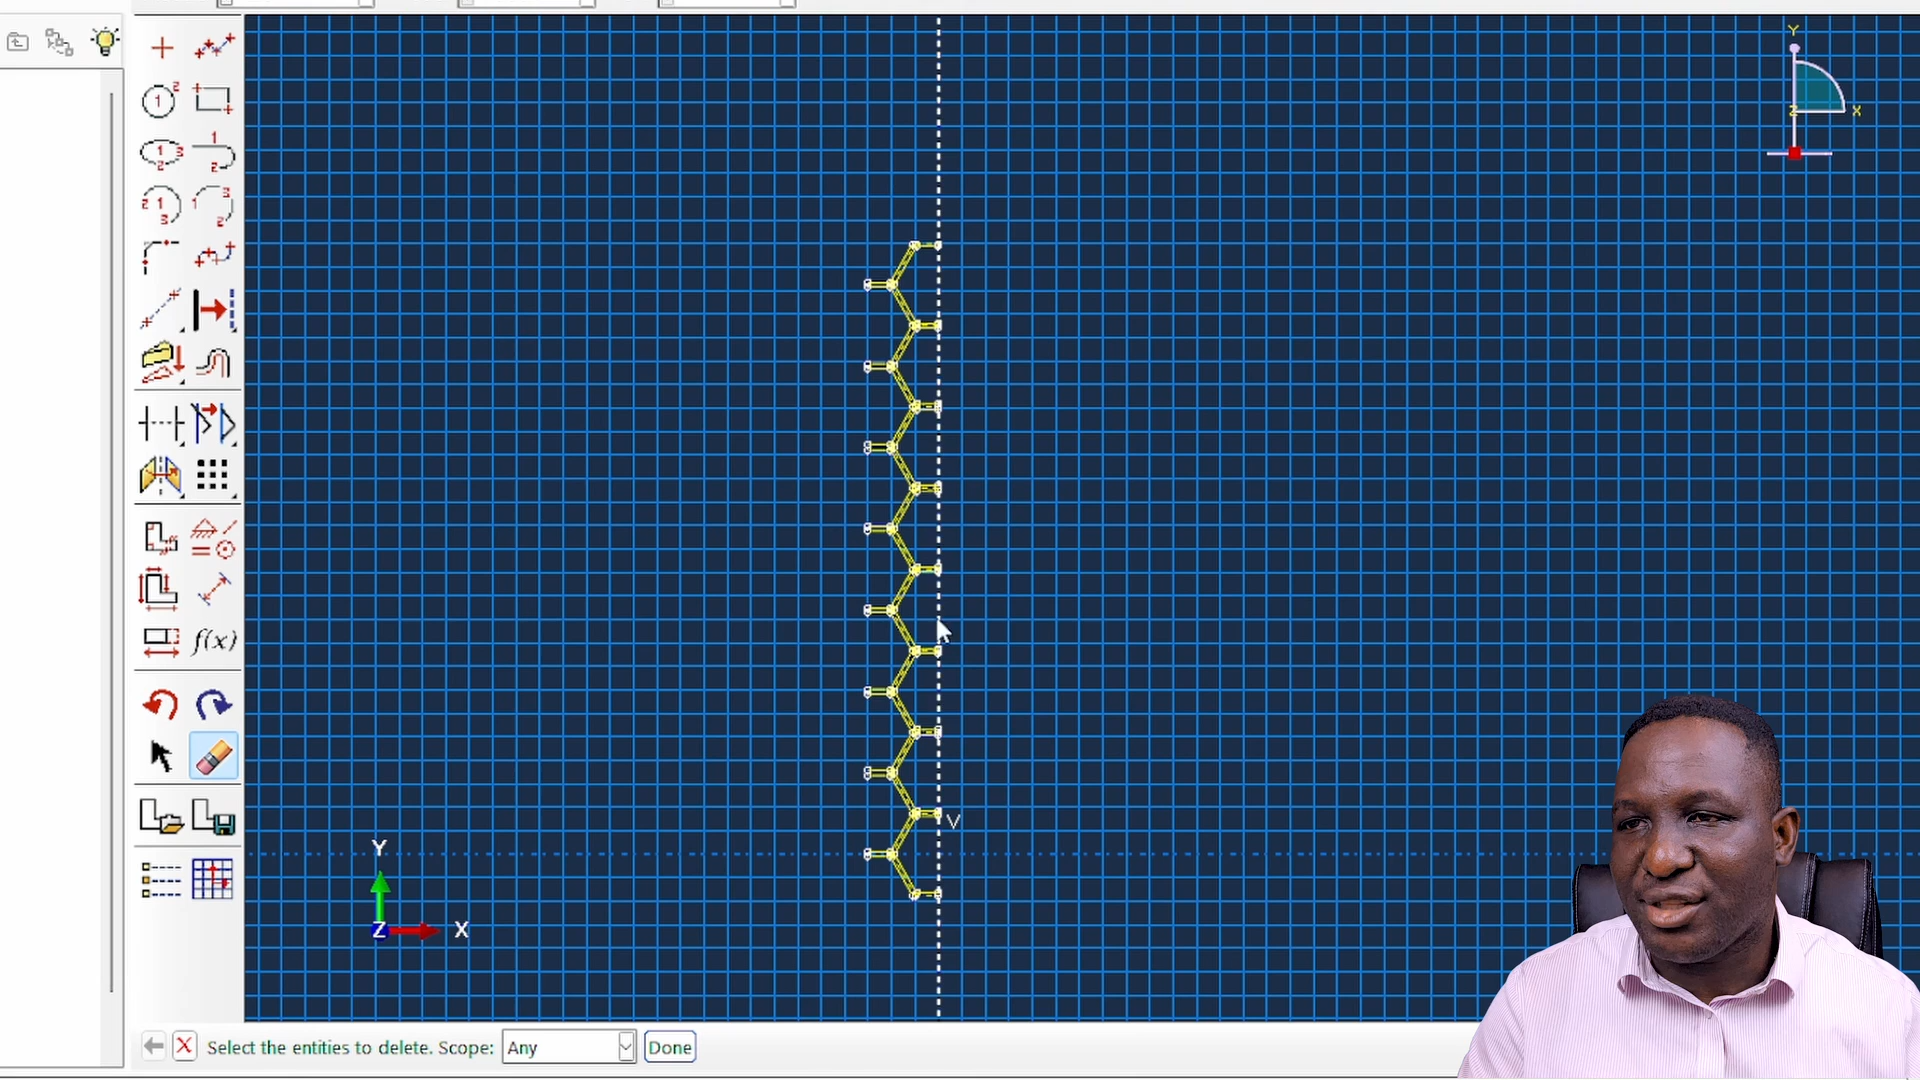 Y
Z X
f(x)
V
Y
Z X
Select the entities to delete. Scope: Any Done